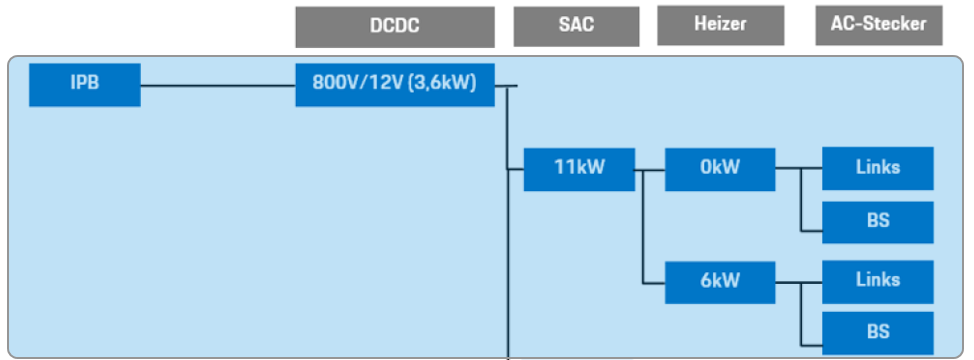 DCDC
SAC
Heizer
AC-Stecker
IPB
800V/12V (3,6kW)
11kW
0kW
Links
BS
6kW
Links
BS